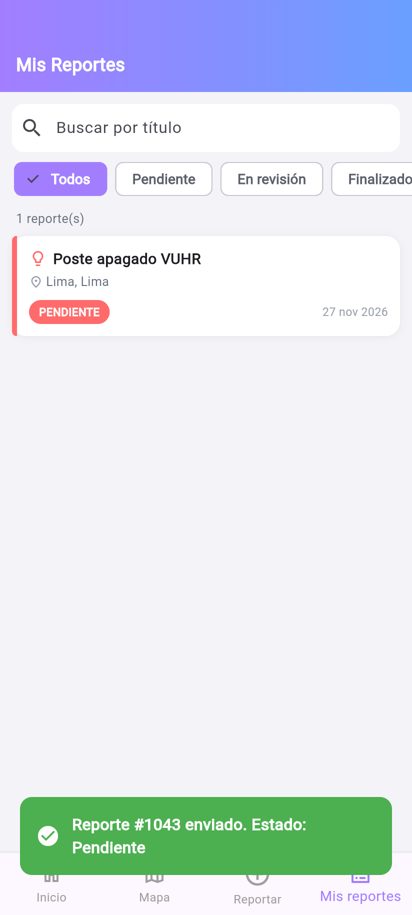 Mis Reportes
Buscar por título
Todos
Pendiente
En revisión
Finalizado
1 reporte(s)
Poste apagado VUHR
Lima, Lima
PENDIENTE
27 nov 2026
Reporte #1043 enviado. Estado:
Pendiente
Inicio
Mapa
Reportar
Mis reportes